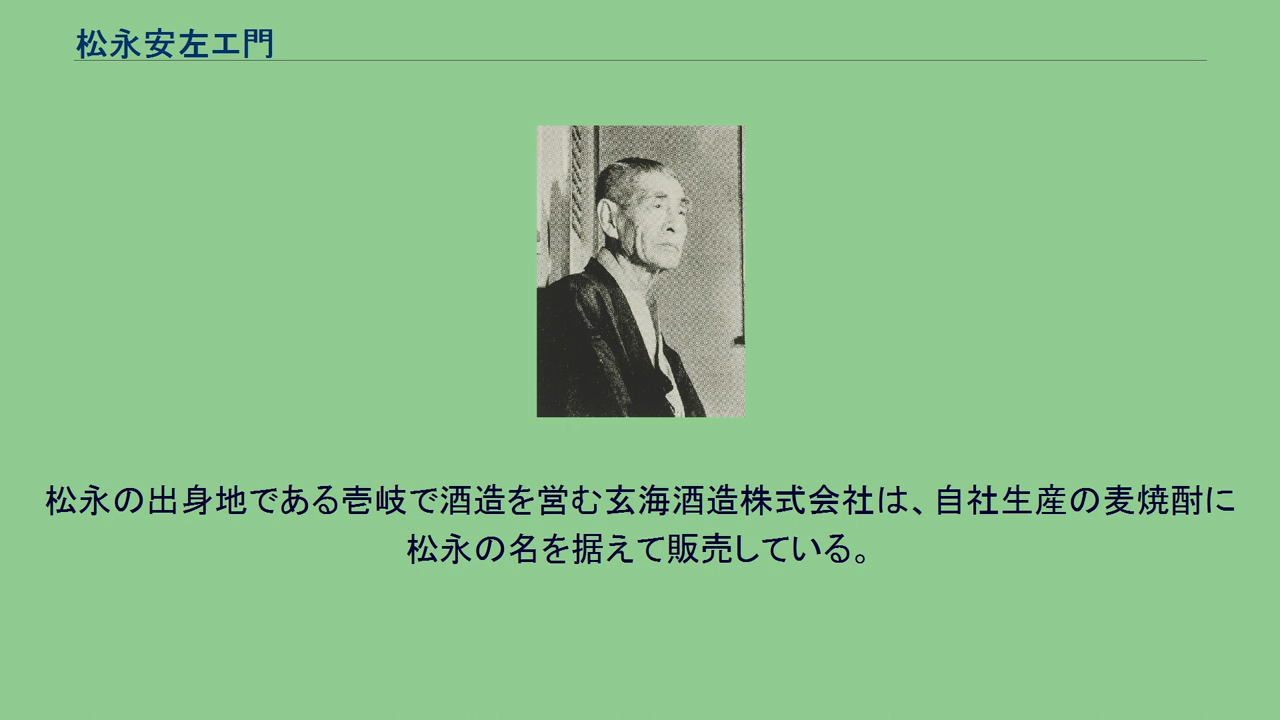 松永安左エ門
松永の出身地である壱岐で酒造を営む玄海酒造株式会社は、自社生産の麦焼酎に
松永の名を据えて販売している。